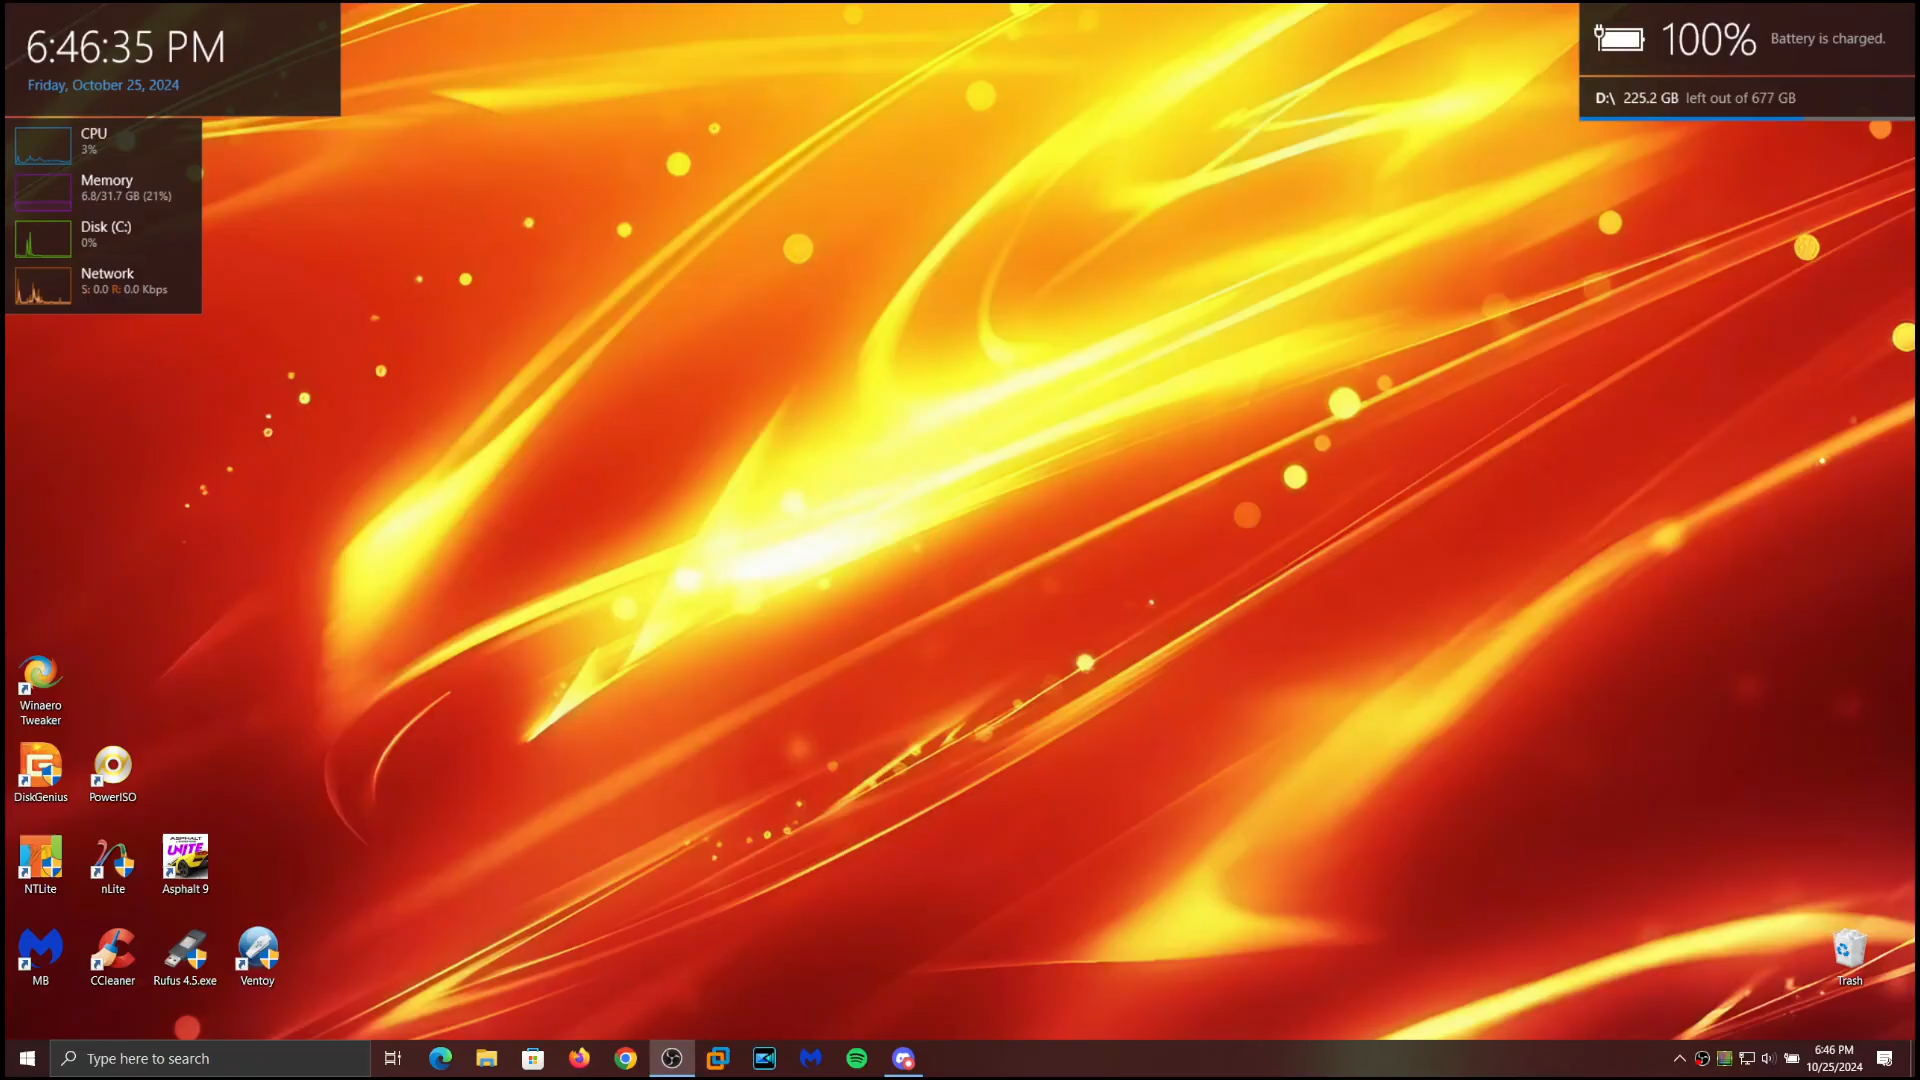 6:46:35 PM
Friday, October 25, 2024
100% Battery is charged.
D:\ 225.2 GB left out of 677 GB
CPU
3%
Memory
6.8/31.7 GB (21%)
Disk (C:)
0%
Network
S: 0.0 R: 0.0 Kbps
Winaero
Tweaker
DiskGenius
PowerISO
ASPHALT
UNITE
NTLite
nLite
Asphalt 9
MB
CCleaner
Rufus 4.5.exe
Ventoy
Trash
Type here to search
6:46 PM
10/25/2024